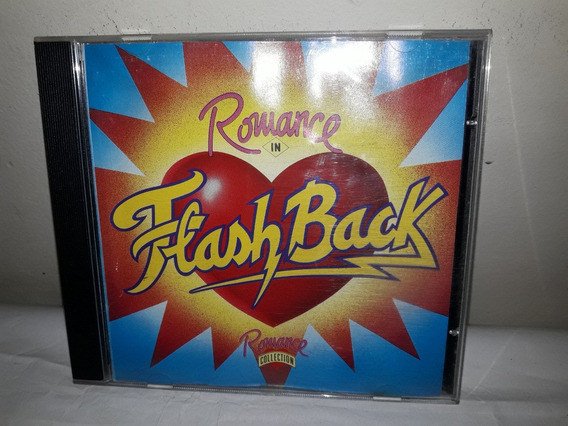 Romance
IN
Flash Back
Romance
COLLECTION